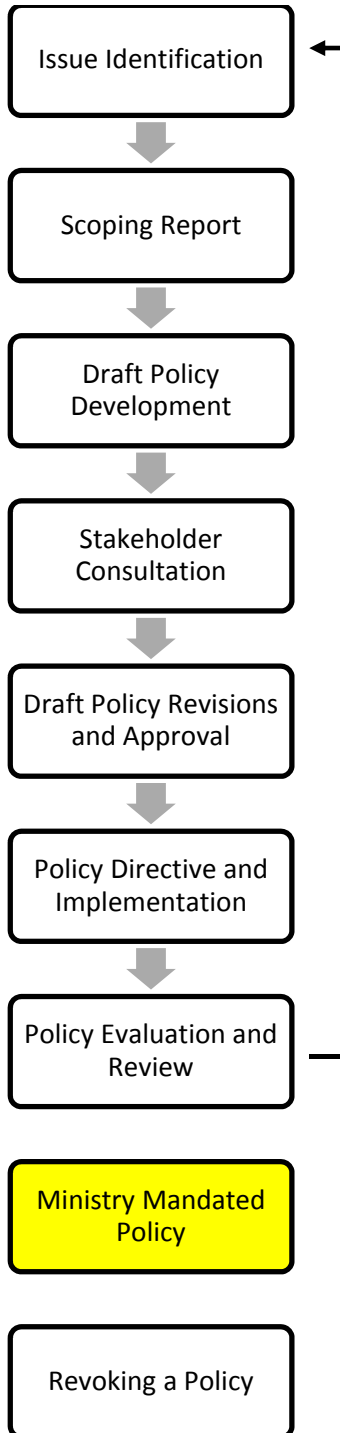 Issue Identification
Scoping Report
Draft Policy
Development
Stakeholder
Consultation
Draft Policy Revisions
and Approval
Policy Directive and
Implementation
Policy Evaluation and
Review
Ministry Mandated
Policy
Revoking a Policy